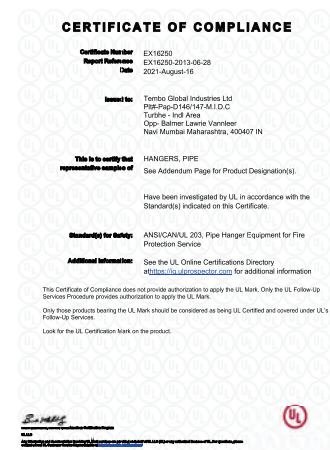 CERTIFICATE OF COMPLIANCE
Certificate Number EX16250
Report Reference EX16250-2013-06-28
Date 2021-August-16
Issued to: Tembo Global Industries Ltd
Plt#-Pap-D146/147-M.I.D.C
Turbhe - Indl Area
Opp- Balmer Lawrie Vanneer
Navi Mumbai Maharashtra, 400407 IN
This is to certify that HANGERS, PIPE
representative samples of See Addendum Page for Product Designation(s).
Have been investigated by UL in accordance with the
Standard(s) indicated on this Certificate.
Standard(s) for Safety: ANSI/CAN/UL 203, Pipe Hanger Equipment for Fire
Protection Service
Additional Information: See the UL Online Certifications Directory
at https://iq.ulprospector.com for additional information
This Certificate of Compliance does not provide authorization to apply the UL Mark. Only the UL Follow-Up
Services Procedure provides authorization to apply the UL Mark.
Only those products bearing the UL Mark should be considered as being UL Certified and covered under UL's
Follow-Up Services.
Look for the UL Certification Mark on the product.
UL